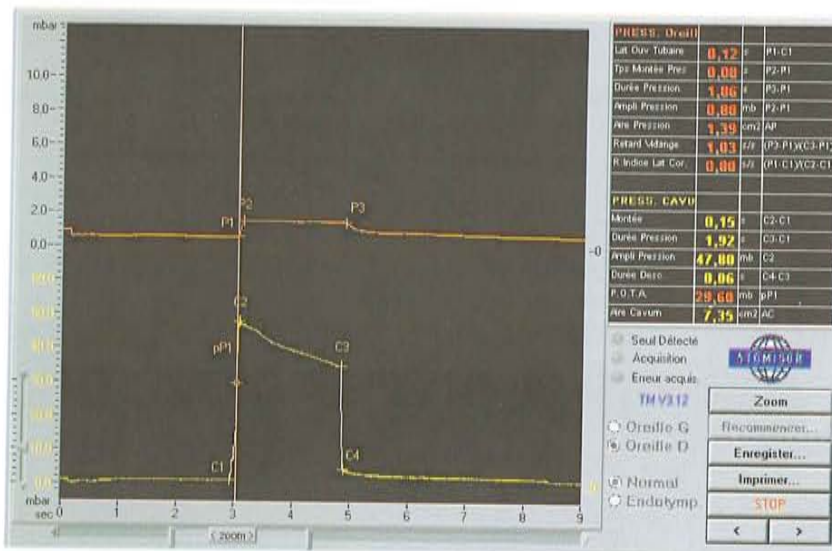 mbar
10,0
8,0
6,0
4,0
2,0
0,0
P1 P2 P3
-0
C1 C2 C3 C4
pP1
mbar
sec 0 1 2 3 4 5 6 7 8 9
< zoom >
PRESS. Oreill
Lat Ouv Tubaire 0,12 s P1-C1
Tps Montée Pres 0,08 s P2-P1
Durée Pression 1,86 s P3-P1
Ampli Pression 0,88 mb P2-P1
Aire Pression 1,39 cm2 AP
Retard Vidange 1,03 s/s (P3-P1)/(C3-P1)
R.Indice Lat Cor. 0,80 s/s (P1-C1)/(C2-C1
PRESS. CAVU
Montée 0,15 s C2-C1
Durée Pression 1,92 s C3-C1
Ampli Pression 47,80 mb C2
Durée Desc 0,06 s C4-C3
P.O.T.A. 29,60 mb pP1
Aire Cavum 7,35 cm2 AC
Seuil Détecté
Acquisition
Erreur acquis.
TM V3.12
Zoom
Oreille G
Recommencer...
Oreille D
Enregistrer...
Normal
Imprimer...
Endotymp
STOP
< >